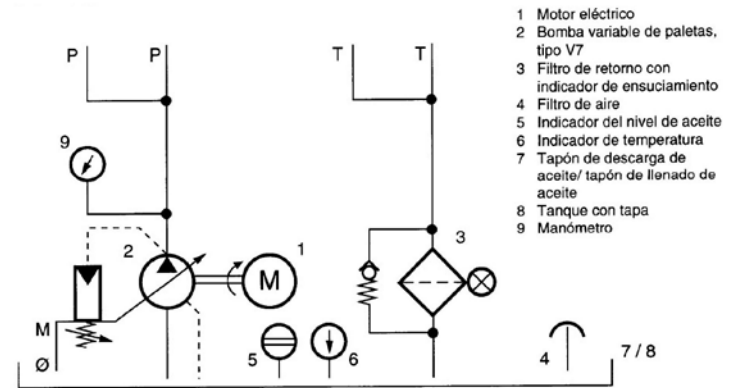 P
P
T
T
9
2
1
M
3
M
Ø
5
6
4
7 / 8
1 Motor eléctrico
2 Bomba variable de paletas,
tipo V7
3 Filtro de retorno con
indicador de ensuciamiento
4 Filtro de aire
5 Indicador del nivel de aceite
6 Indicador de temperatura
7 Tapón de descarga de
aceite/ tapón de llenado de
aceite
8 Tanque con tapa
9 Manómetro